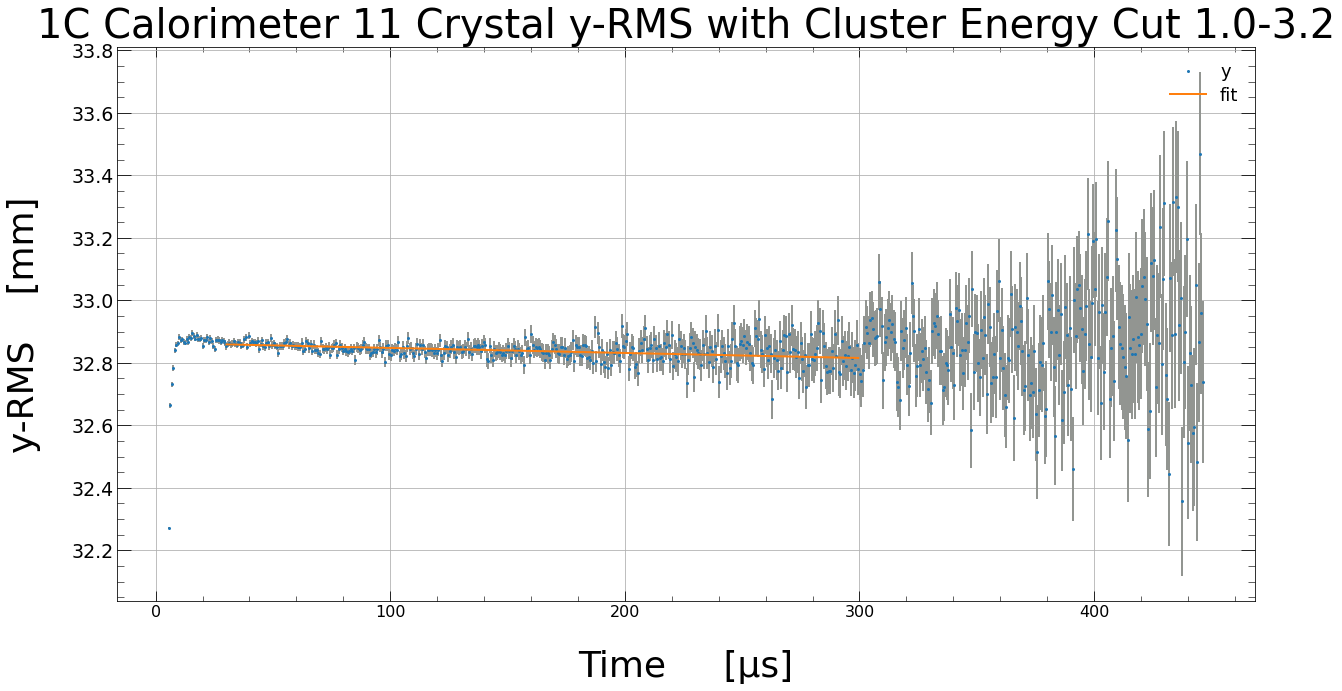 1C Calorimeter 11 Crystal y-RMS with Cluster Energy Cut 1.0-3.2
33.8
33.6
33.4
33.2
33.0
32.8
32.6
32.4
32.2
y-RMS [mm]
y
fit
0 100 200 300 400
Time [µs]